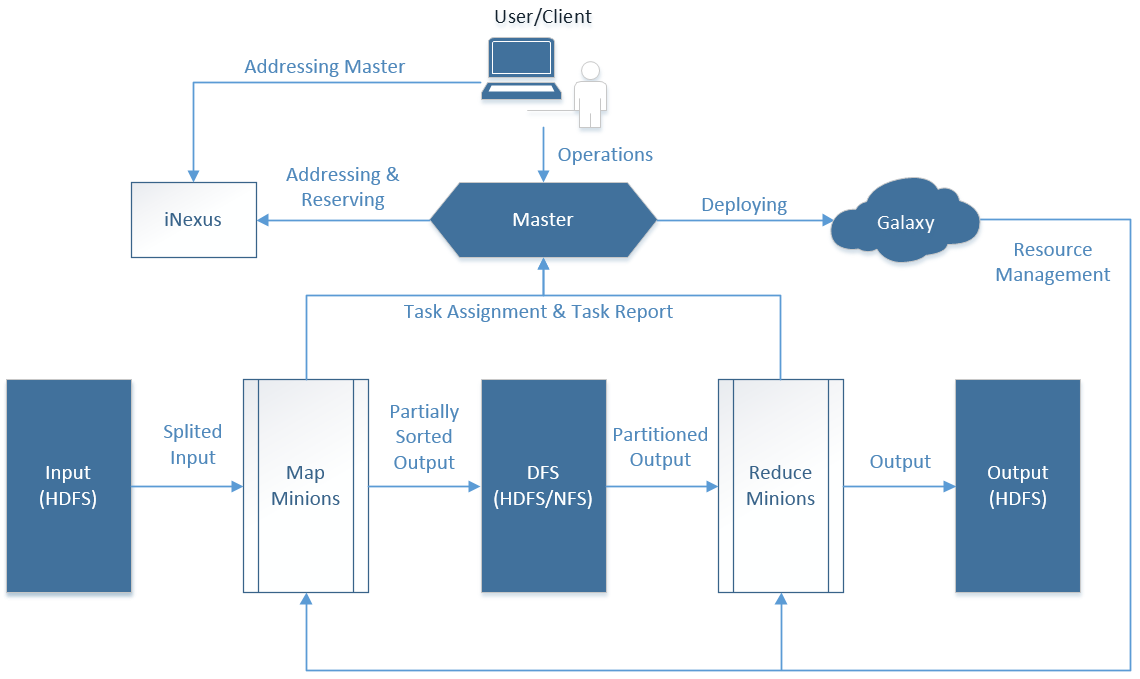 User/Client
Addressing Master
Operations
Addressing &
Reserving
iNexus
Master
Deploying
Galaxy
Resource
Management
Task Assignment & Task Report
Input
(HDFS)
Splited
Input
Map
Minions
Partially
Sorted
Output
DFS
(HDFS/NFS)
Partitioned
Output
Reduce
Minions
Output
Output
(HDFS)